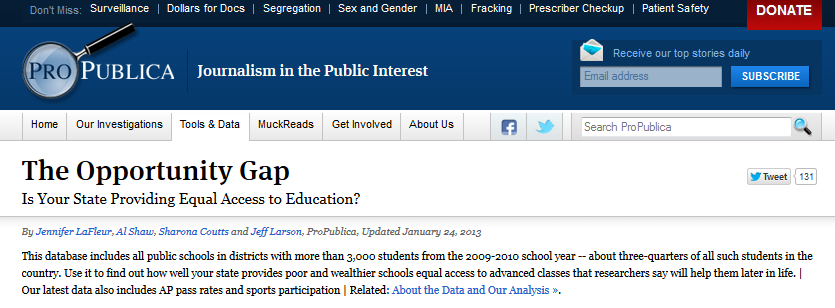 Don't Miss: Surveillance | Dollars for Docs | Segregation | Sex and Gender | MIA | Fracking | Prescriber Checkup | Patient Safety
DONATE
PROPUBLICA
Journalism in the Public Interest
Receive our top stories daily
Email address
SUBSCRIBE
Home
Our Investigations
Tools & Data
MuckReads
Get Involved
About Us
Search ProPublica
The Opportunity Gap
Is Your State Providing Equal Access to Education?
Tweet
131
By Jennifer LaFleur, Al Shaw, Sharona Coutts and Jeff Larson, ProPublica, Updated January 24, 2013
This database includes all public schools in districts with more than 3,000 students from the 2009-2010 school year -- about three-quarters of all such students in the
country. Use it to find out how well your state provides poor and wealthier schools equal access to advanced classes that researchers say will help them later in life. |
Our latest data also includes AP pass rates and sports participation | Related: About the Data and Our Analysis ».